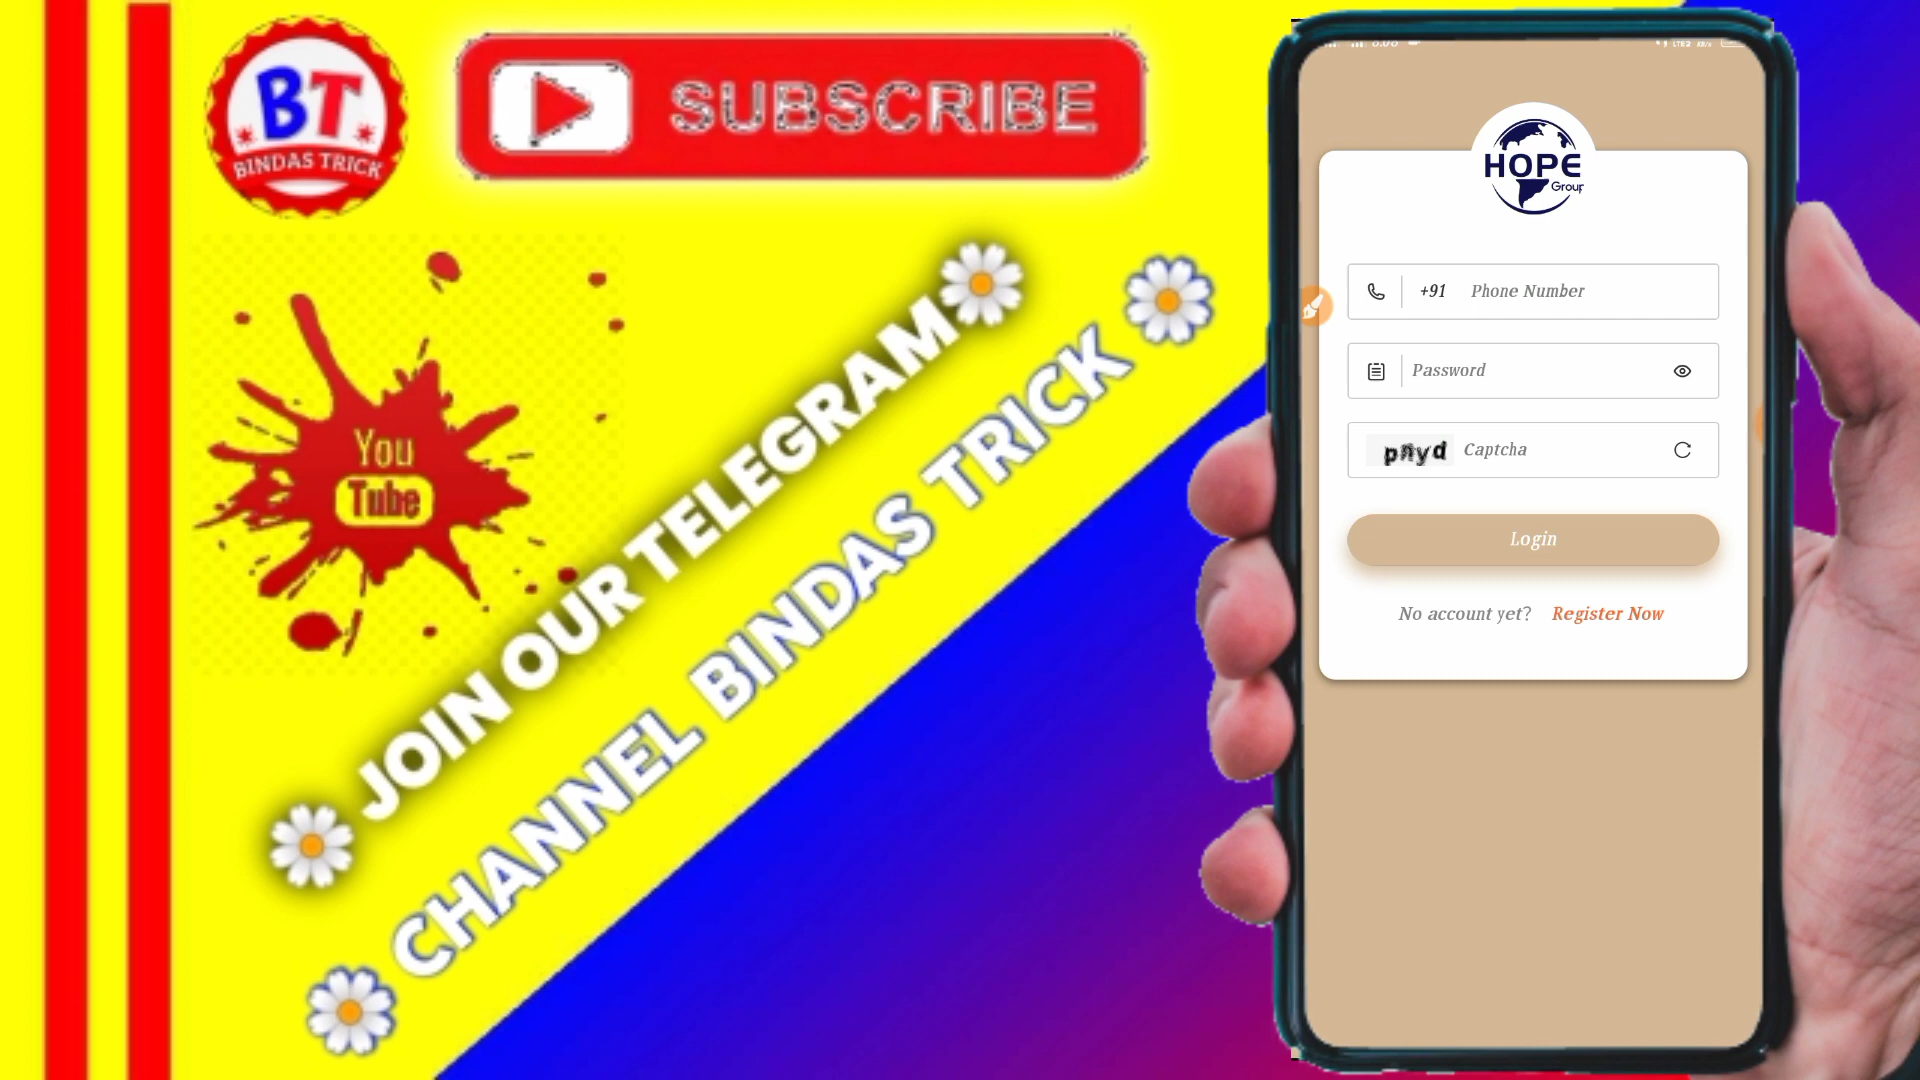 BT
BINDAS TRICK
SUBSCRIBE
You
Tube
JOIN OUR TELEGRAM
CHANNEL BINDAS TRICK
HOPE
Group
+91 Phone Number
Password
pnyd Captcha
Login
No account yet? Register Now